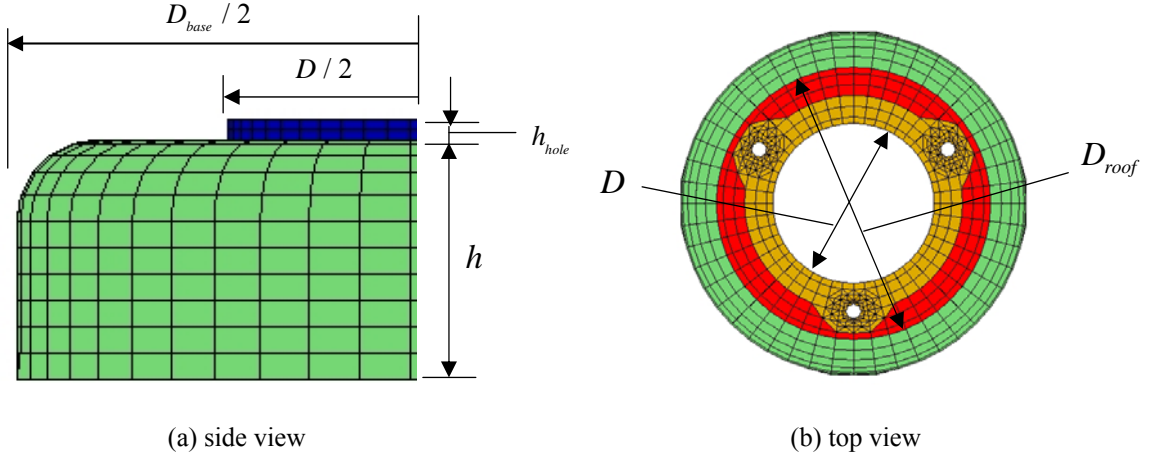 D_base / 2
D / 2
h_hole
h
D
D_roof
(a) side view
(b) top view